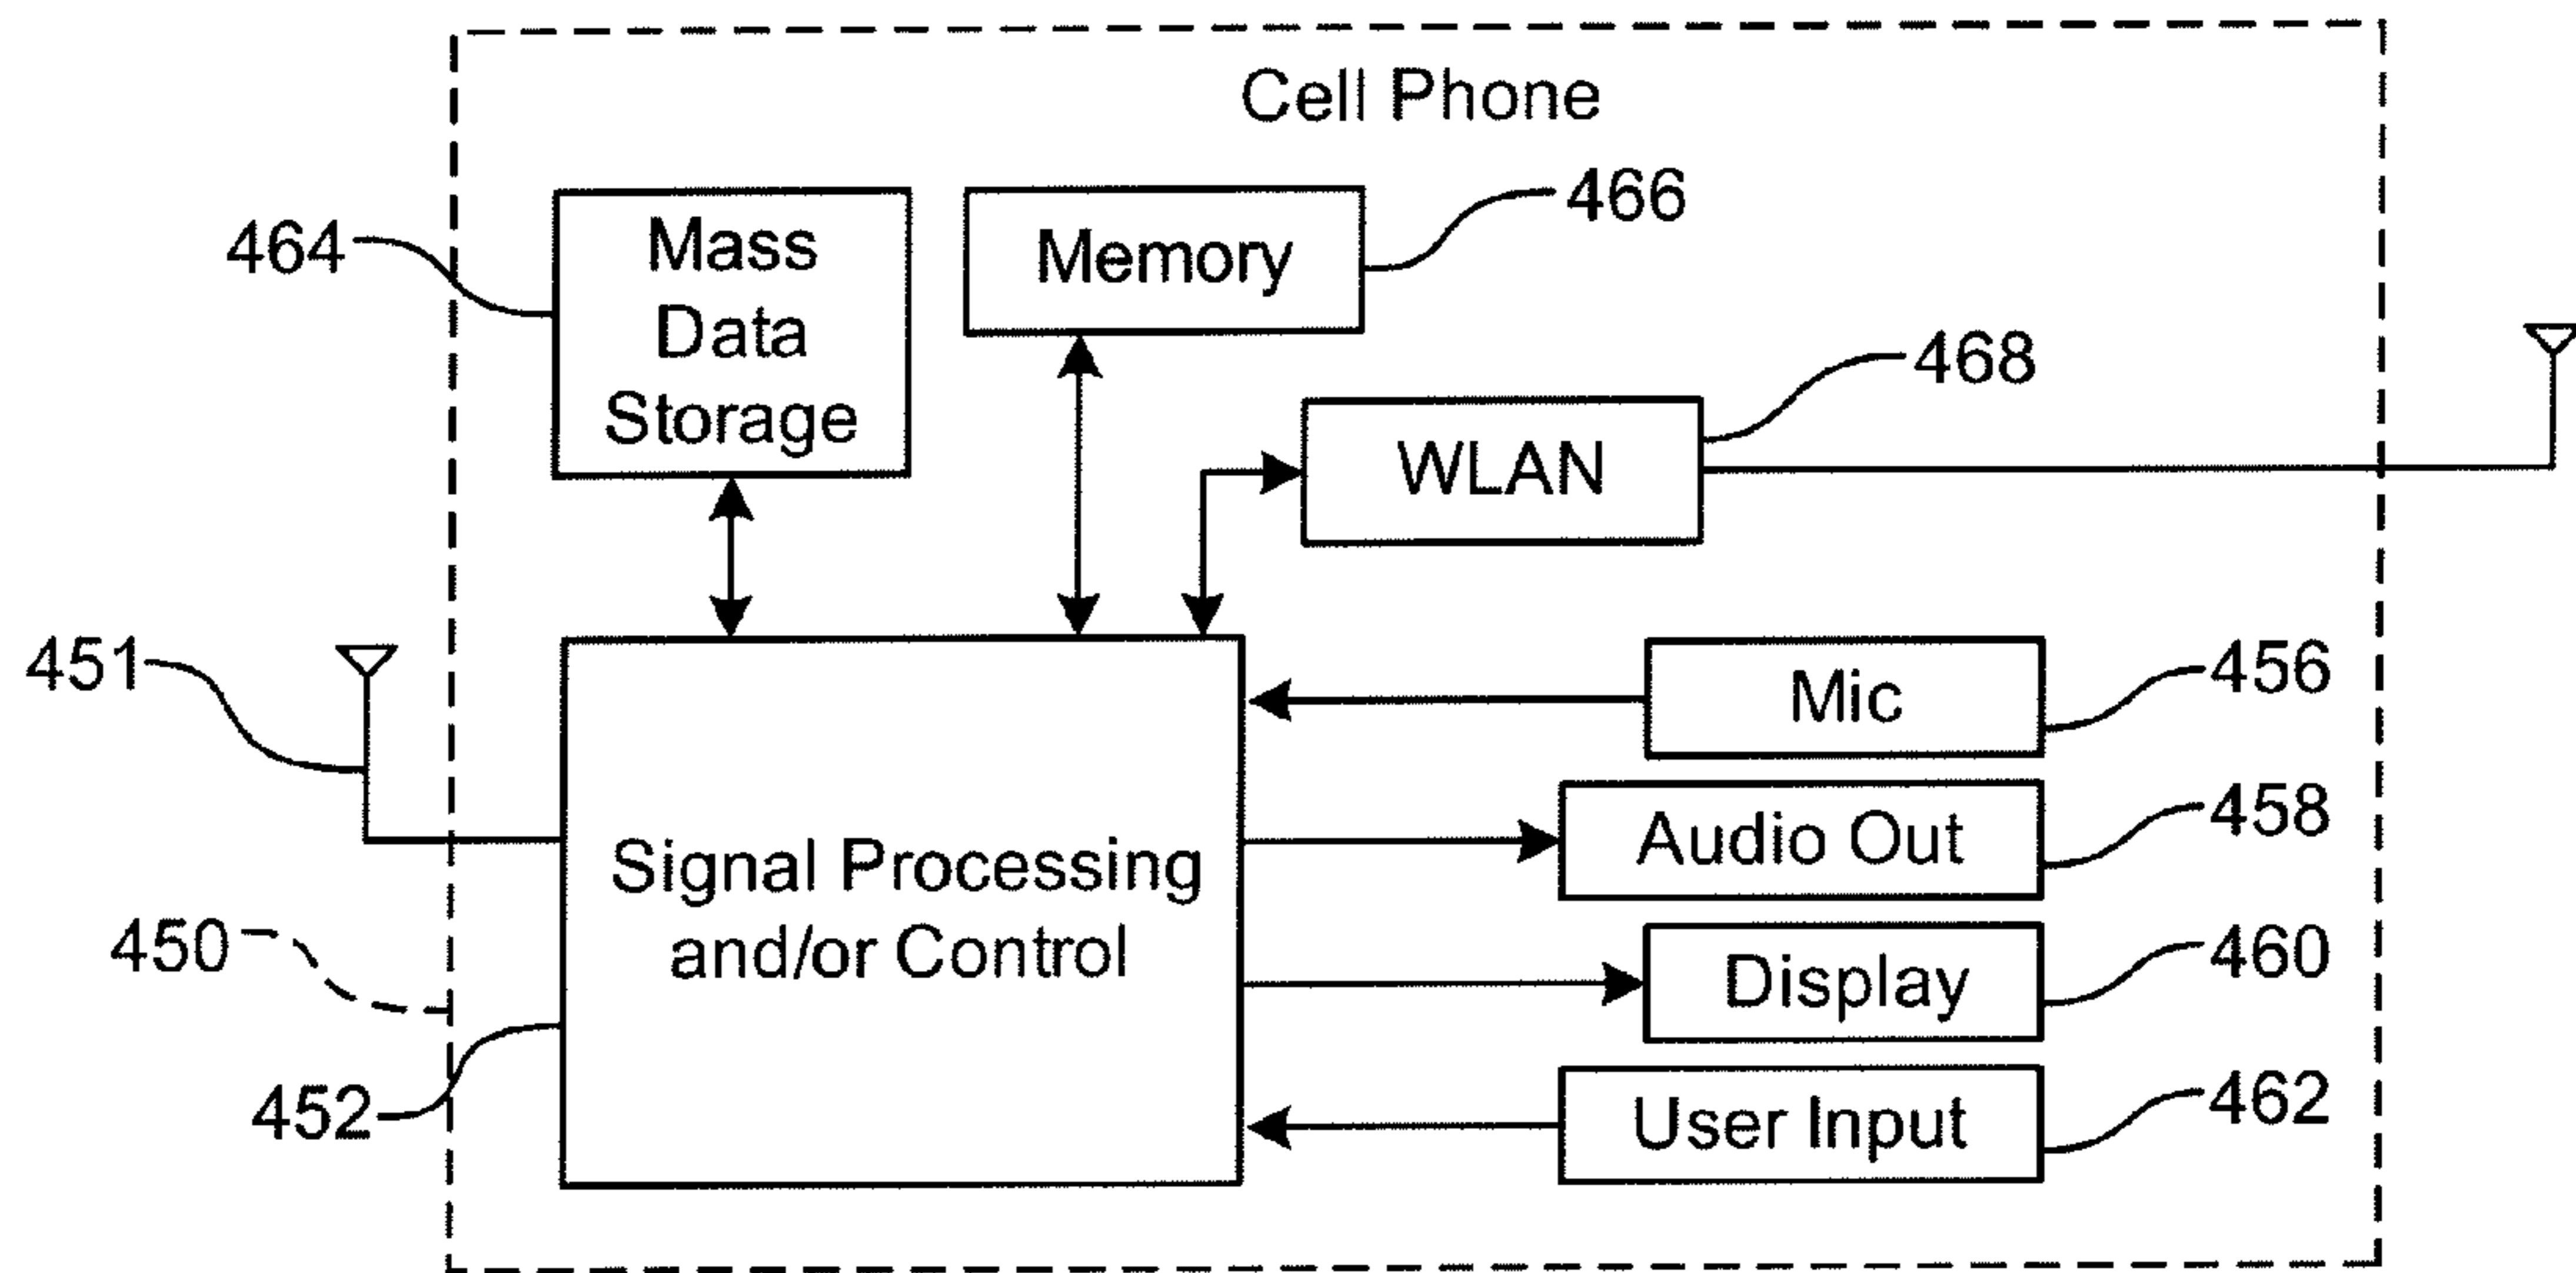 Cell Phone
464
Mass
Data
Storage
Memory
466
WLAN
468
451
Mic
456
Audio Out
458
Signal Processing
and/or Control
450
Display
460
452
User Input
462